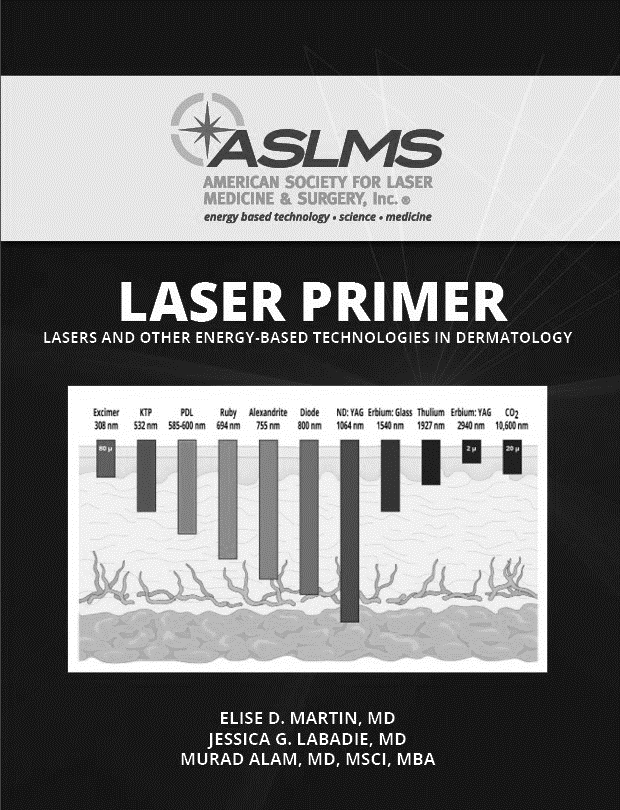 ASLMS
AMERICAN SOCIETY FOR LASER
MEDICINE & SURGERY, Inc. ®
energy based technology • science • medicine
LASER PRIMER
LASERS AND OTHER ENERGY-BASED TECHNOLOGIES IN DERMATOLOGY
Excimer KTP PDL Ruby Alexandrite Diode ND: YAG Erbium: Glass Thulium Erbium: YAG CO2
308 nm 532 nm 585-600 nm 694 nm 755 nm 800 nm 1064 nm 1540 nm 1927 nm 2940 nm 10,600 nm
80 μ 2 μ 20 μ
ELISE D. MARTIN, MD
JESSICA G. LABADIE, MD
MURAD ALAM, MD, MSCI, MBA